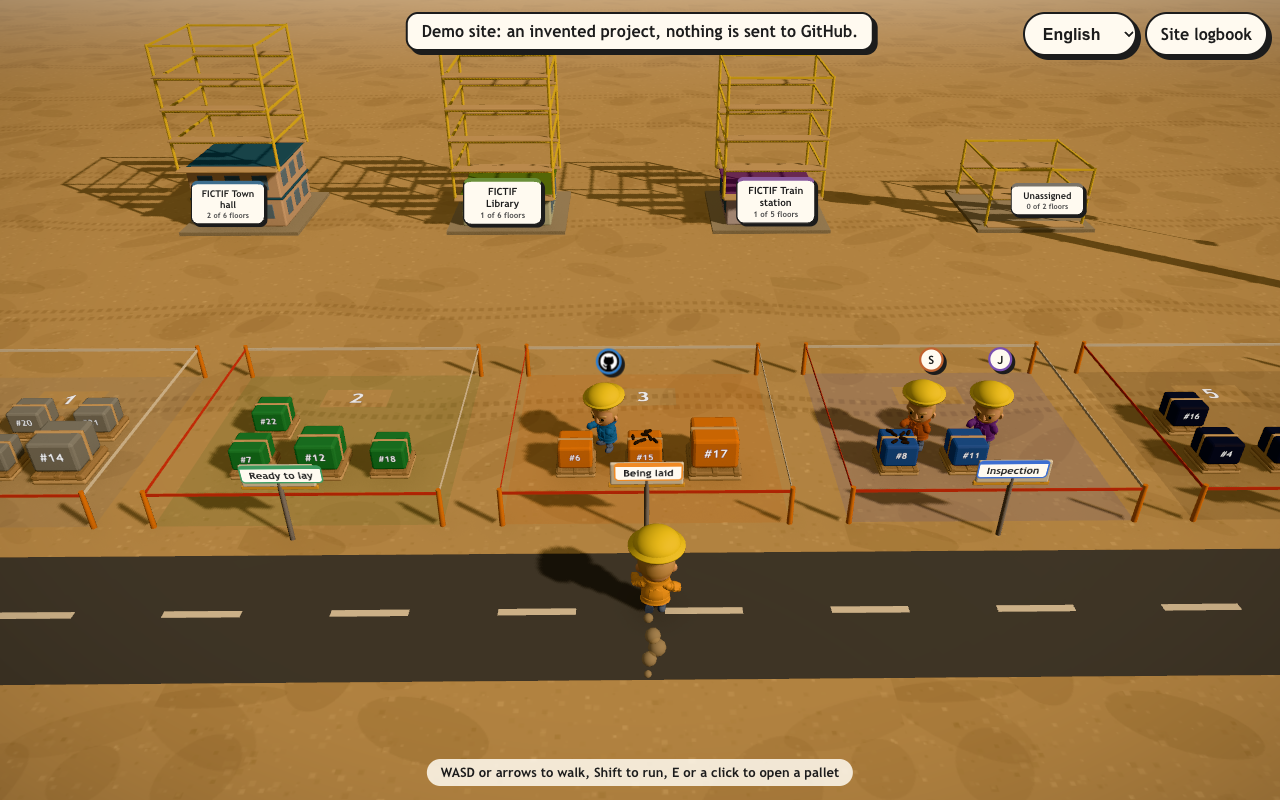 Demo site: an invented project, nothing is sent to GitHub.
English
Site logbook
FICTIF Town
hall
2 of 6 floors
FICTIF
Library
1 of 6 floors
FICTIF Train
station
1 of 5 floors
Unassigned
0 of 2 floors
S
J
1
2
3
5
#20
#14
#22
#7
#12
#18
#6
#15
#17
#8
#11
#16
#4
Ready to lay
Being laid
Inspection
WASD or arrows to walk, Shift to run, E or a click to open a pallet